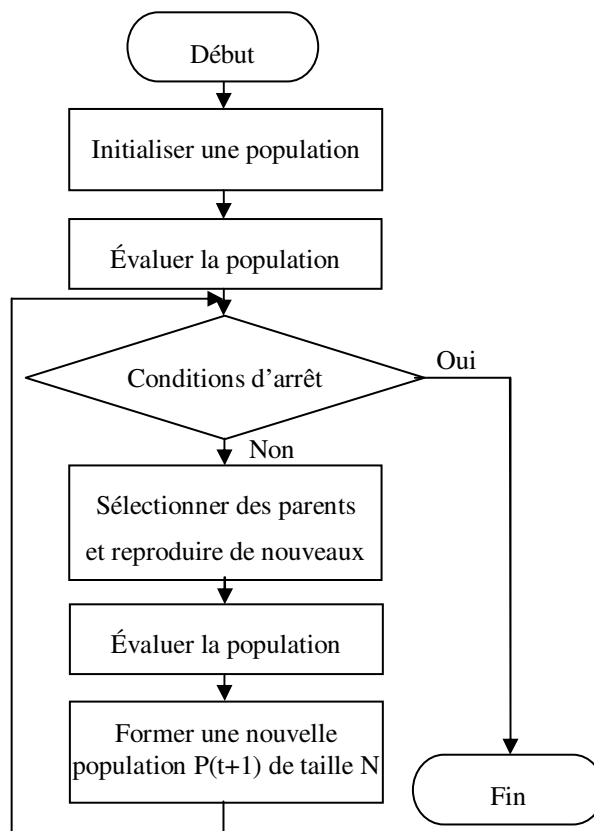 Début
Initialiser une population
Évaluer la population
Conditions d'arrêt
Oui
Non
Sélectionner des parents
et reproduire de nouveaux
Évaluer la population
Former une nouvelle
population P(t+1) de taille N
Fin